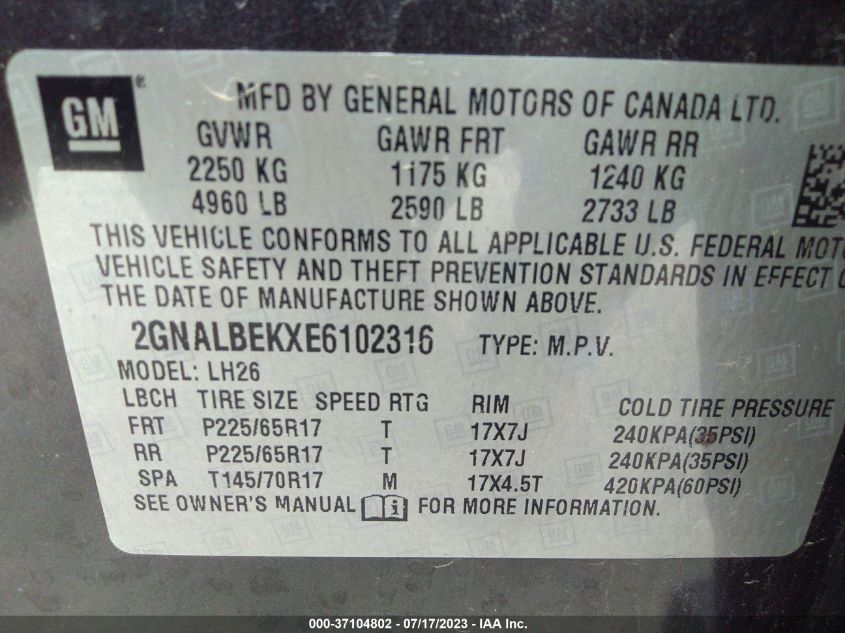 GM ®
MFD BY GENERAL MOTORS OF CANADA LTD.
GVWR GAWR FRT GAWR RR
2250 KG 1175 KG 1240 KG
4960 LB 2590 LB 2733 LB
THIS VEHICLE CONFORMS TO ALL APPLICABLE U.S. FEDERAL MOT
VEHICLE SAFETY AND THEFT PREVENTION STANDARDS IN EFFECT O
THE DATE OF MANUFACTURE SHOWN ABOVE.
2GNALBEKXE6102316 TYPE: M.P.V.
MODEL: LH26
LBCH TIRE SIZE SPEED RTG RIM COLD TIRE PRESSURE
FRT P225/65R17 T 17X7J 240KPA(35PSI)
RR P225/65R17 T 17X7J 240KPA(35PSI)
SPA T145/70R17 M 17X4.5T 420KPA(60PSI)
SEE OWNER'S MANUAL i FOR MORE INFORMATION.
000-37104802 - 07/17/2023 - IAA Inc.